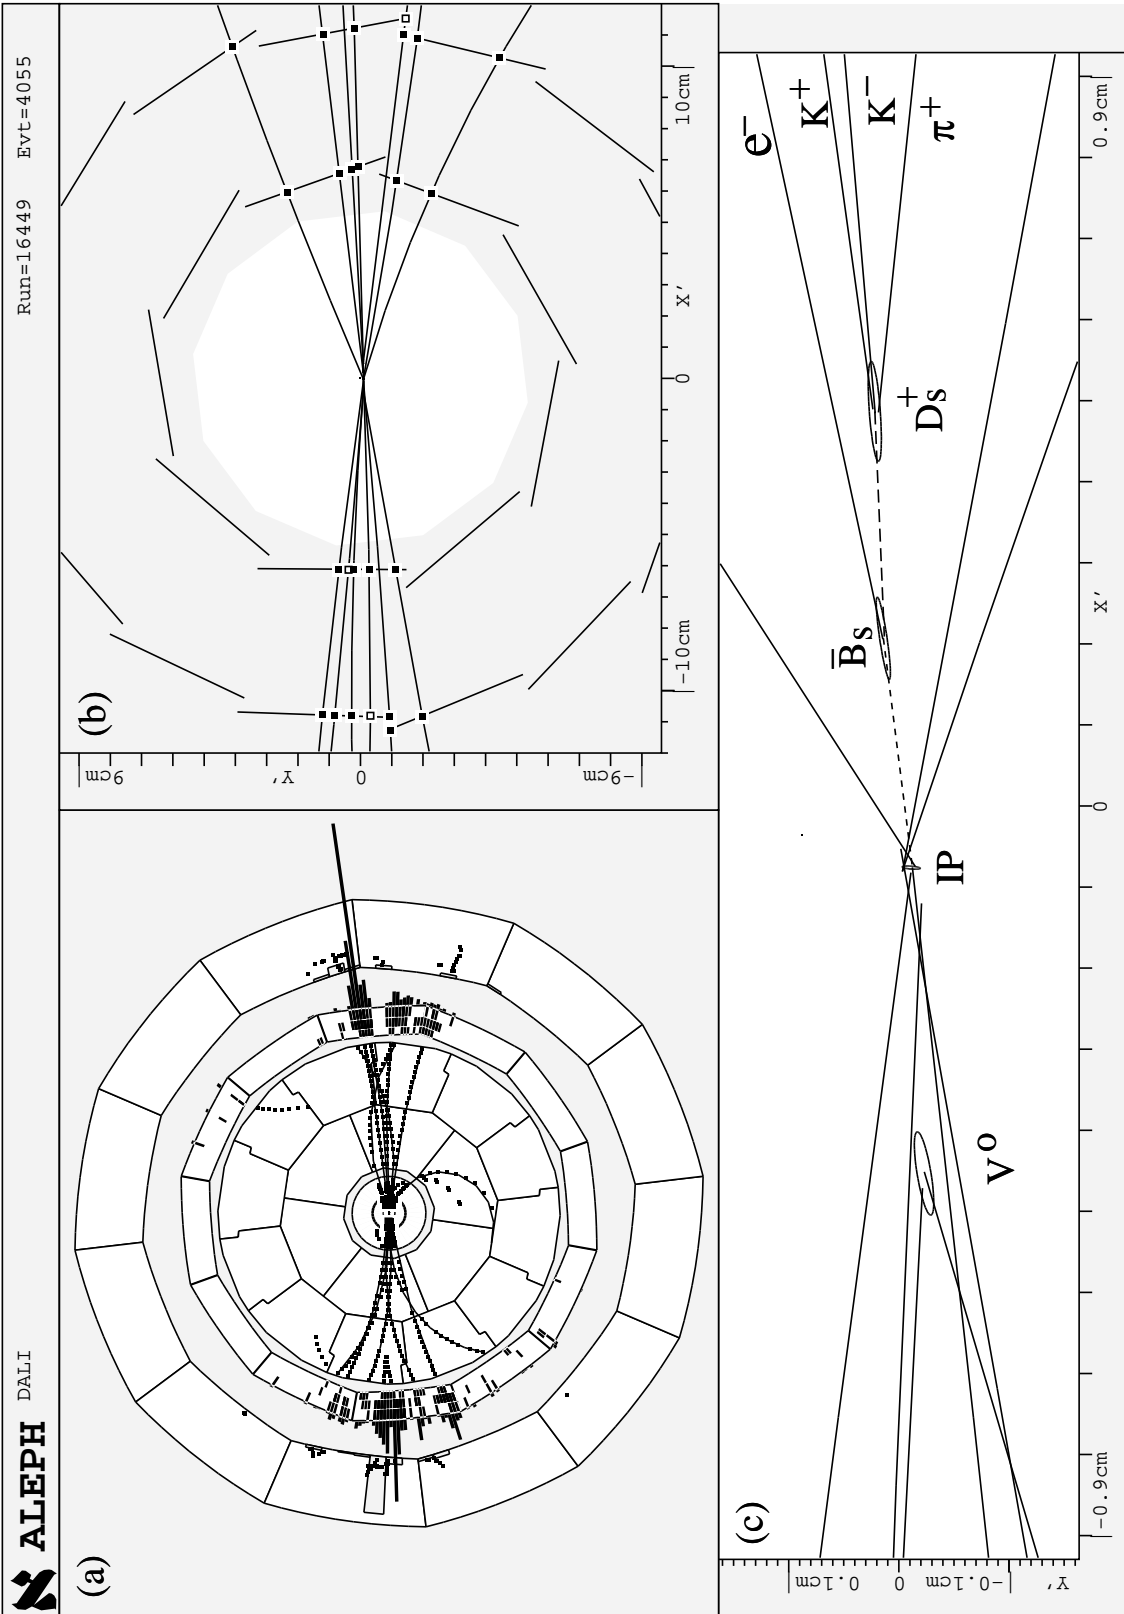 ALEPH DALI Run=16449 Evt=4055
(a)
(b)
9cm
Y'
0
-9cm
-10cm
0
X'
10cm
(c)
0.1cm
0
-0.1cm
Y'
-0.9cm
0
X'
0.9cm
e⁻
K⁺
K⁻
π⁺
Ds⁺
B̅s
IP
V⁰